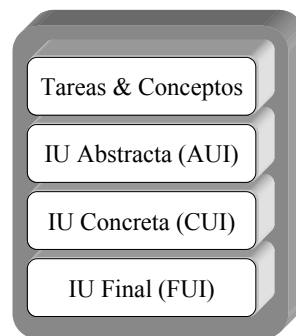 Tareas & Conceptos
IU Abstracta (AUI)
IU Concreta (CUI)
IU Final (FUI)